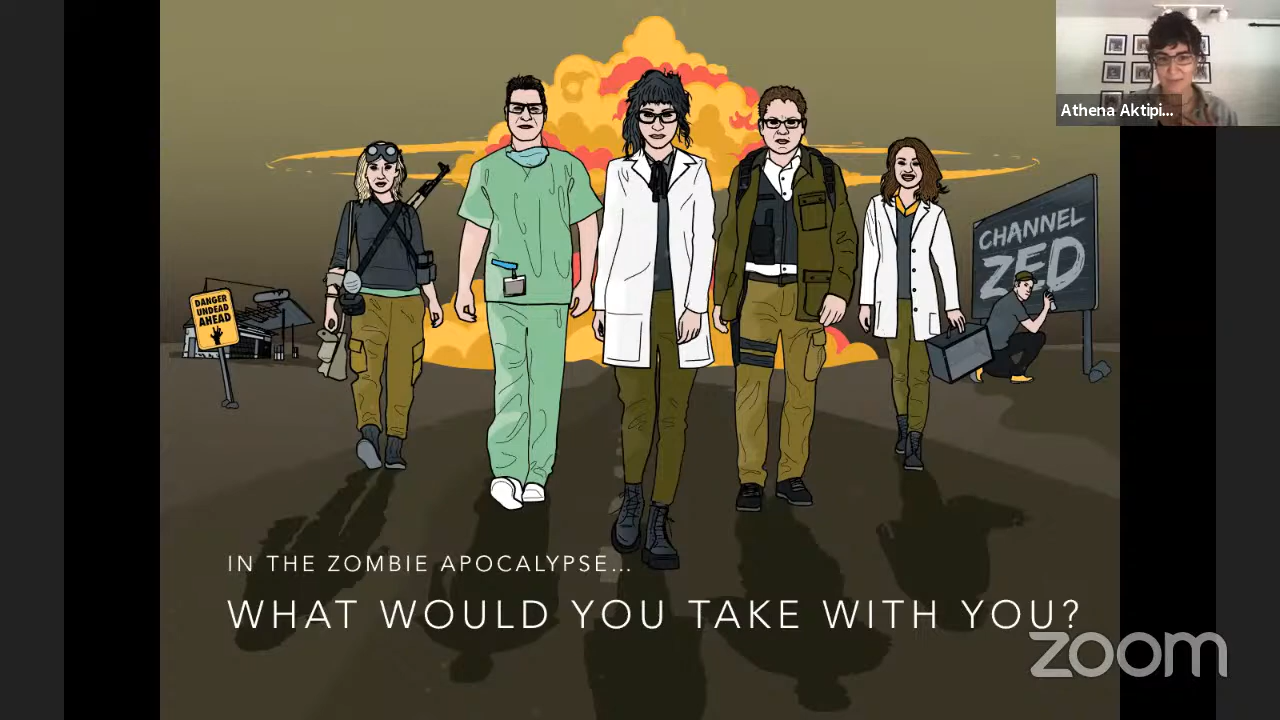 Athena Aktipi...
CHANNEL
ZED
DANGER
UNDEAD
AHEAD
IN THE ZOMBIE APOCALYPSE...
WHAT WOULD YOU TAKE WITH YOU?
zoom